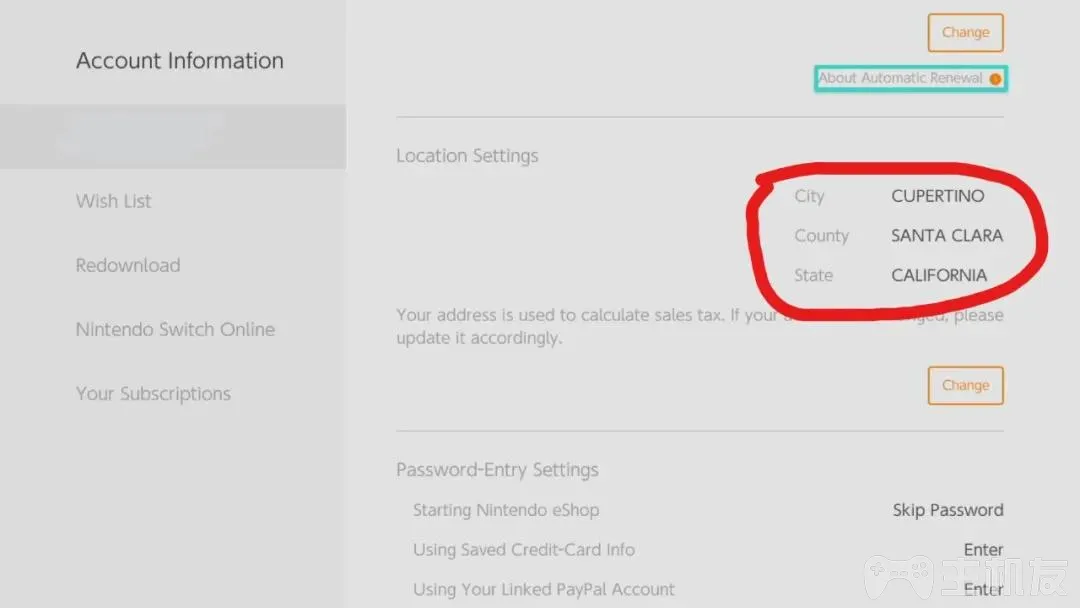 Account Information
Wish List
Redownload
Nintendo Switch Online
Your Subscriptions
Change
About Automatic Renewal
Location Settings
City CUPERTINO
County SANTA CLARA
State CALIFORNIA
Your address is used to calculate sales tax. If your please
update it accordingly.
Change
Password-Entry Settings
Starting Nintendo eShop Skip Password
Using Saved Credit-Card Info Enter
Using Your Linked PayPal Account Enter
主机友